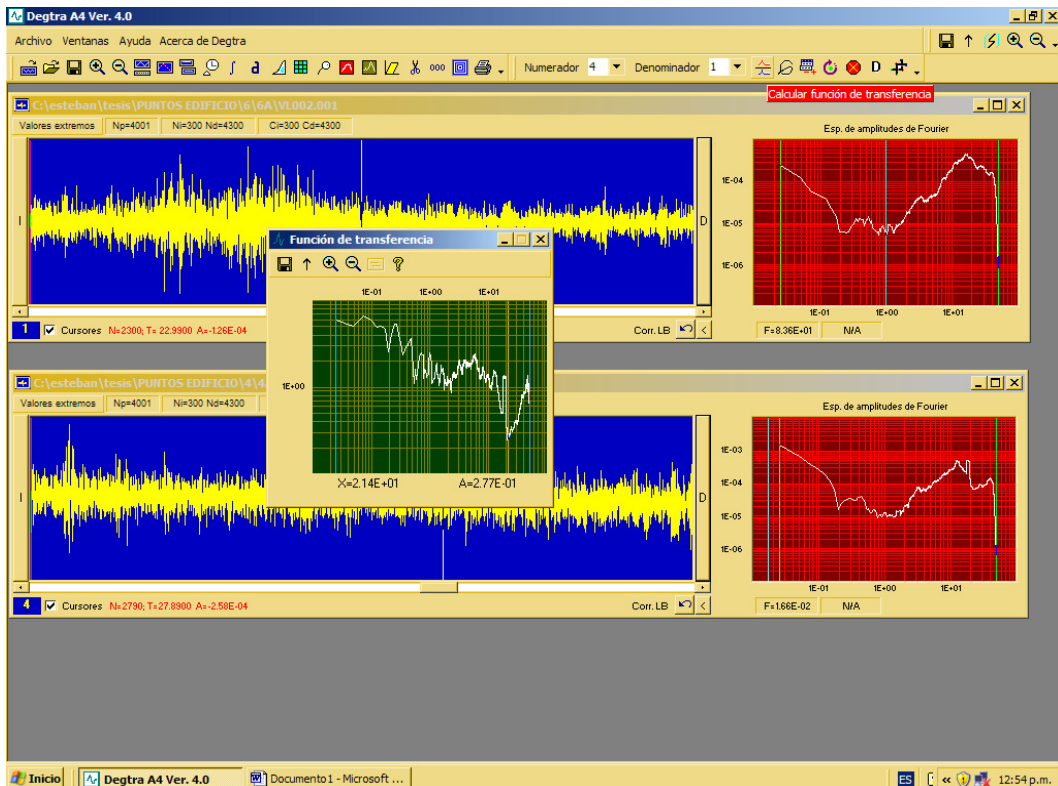 Degtra A4 Ver. 4.0
Archivo Ventanas Ayuda Acerca de Degtra
Numerador 4 Denominador 1 D
Calcular función de transferencia
C:\esteban\tesis\PUNTOS EDIFICIO\6\6A\VL002.001
Valores extremos Np=4001 Ni=300 Nd=4300 Ci=300 Cd=4300
Esp. de amplitudes de Fourier
I
D
1E-04
1E-05
1E-06
1E-01 1E+00 1E+01
1 Cursores N=2300; T= 22.9900 A=-1.26E-04 Corr. LB < F=8.36E+01 N/A
Función de transferencia
1E-01 1E+00 1E+01
1E+00
X=2.14E+01 A=2.77E-01
C:\esteban\tesis\PUNTOS EDIFICIO\4\4
Valores extremos Np=4001 Ni=300 Nd=4300
Esp. de amplitudes de Fourier
I
D
1E-03
1E-04
1E-05
1E-06
1E-01 1E+00 1E+01
4 Cursores N=2790; T=27.8900 A=-2.58E-04 Corr. LB < F=1.66E-02 N/A
Inicio Degtra A4 Ver. 4.0 Documento1 - Microsoft ... ES « 12:54 p.m.